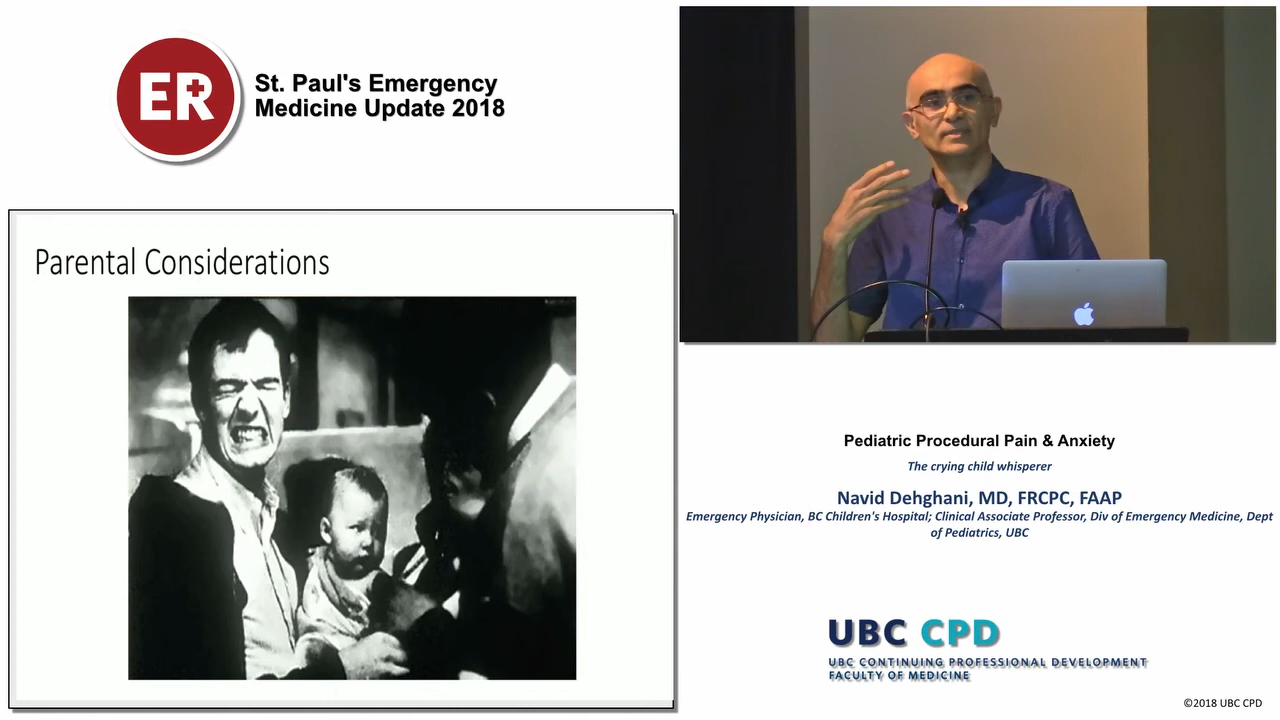 ER
St. Paul's Emergency
Medicine Update 2018
Parental Considerations
Pediatric Procedural Pain & Anxiety
The crying child whisperer
Navid Dehghani, MD, FRCPC, FAAP
Emergency Physician, BC Children's Hospital; Clinical Associate Professor, Div of Emergency Medicine, Dept
of Pediatrics, UBC
UBC CPD
UBC CONTINUING PROFESSIONAL DEVELOPMENT
FACULTY OF MEDICINE
©2018 UBC CPD